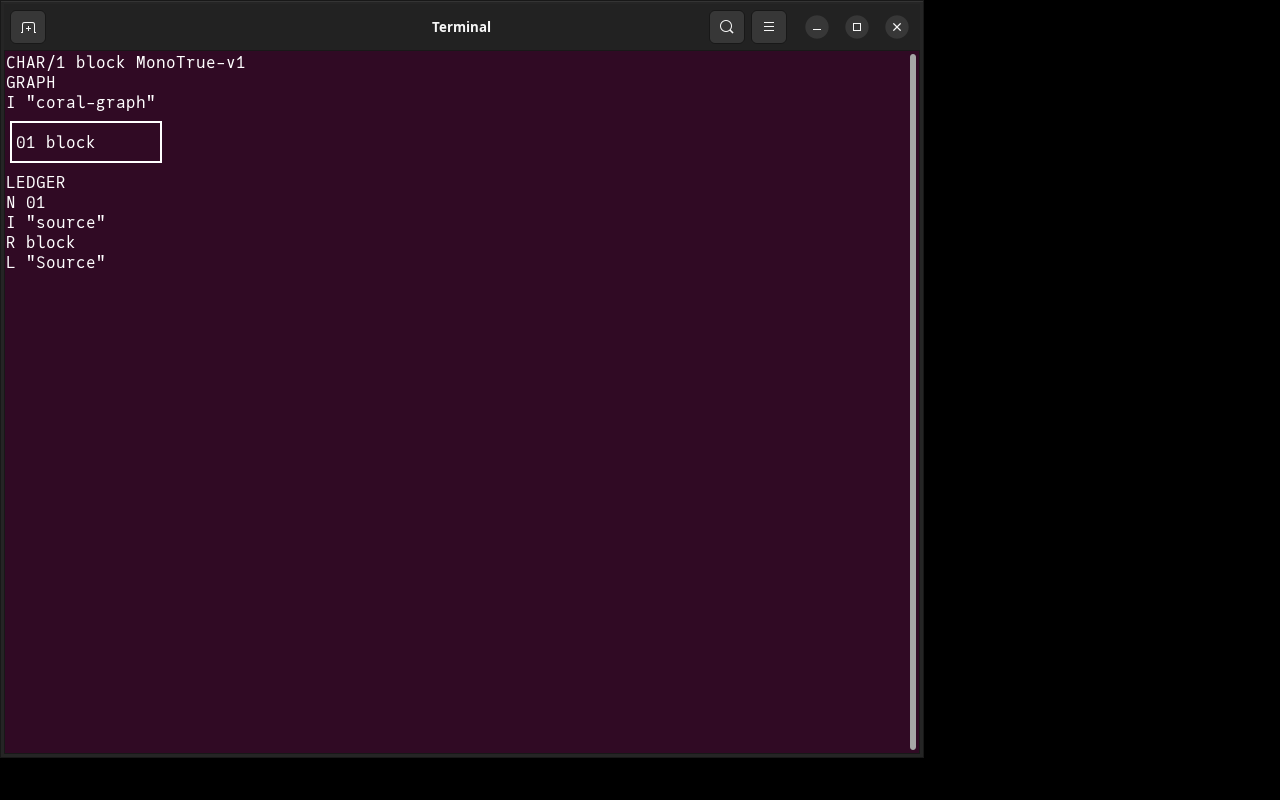 Terminal
CHAR/1 block MonoTrue-v1
GRAPH
I "coral-graph"
01 block
LEDGER
N 01
I "source"
R block
L "Source"